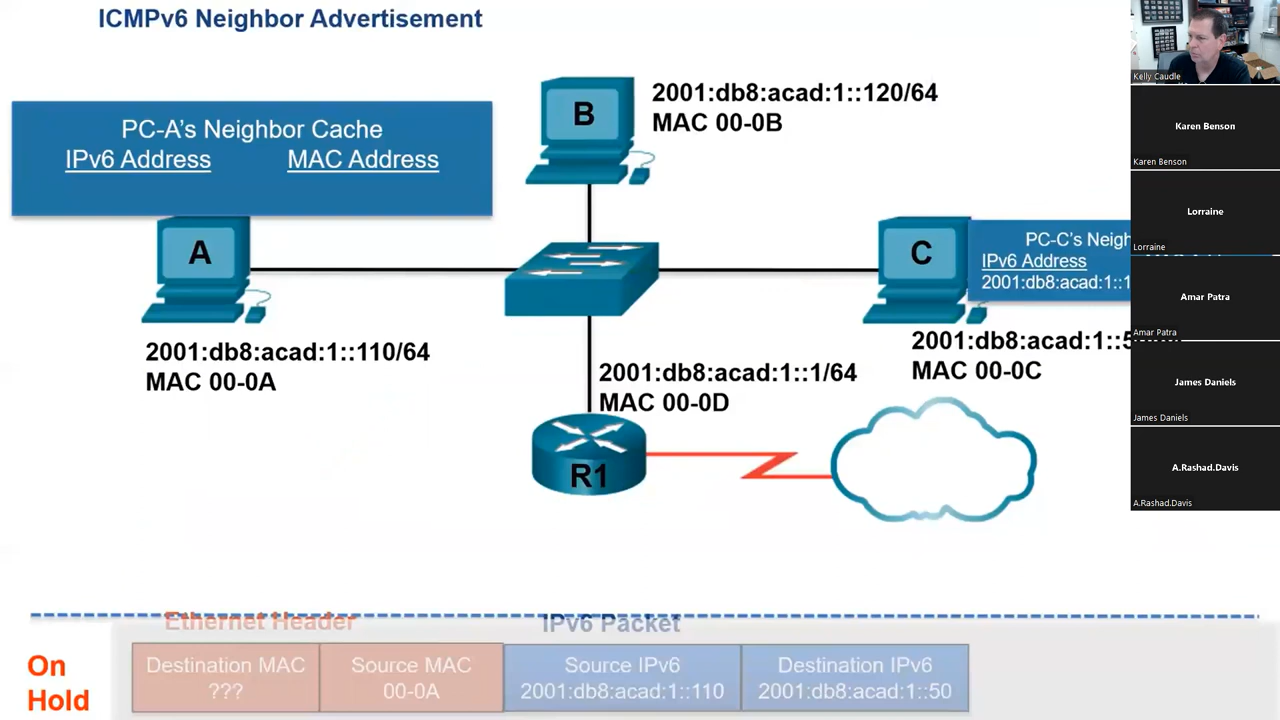 ICMPv6 Neighbor Advertisement
PC-A's Neighbor Cache
IPv6 Address MAC Address
A
B
2001:db8:acad:1::120/64
MAC 00-0B
C
PC-C's Neigh
IPv6 Address
2001:db8:acad:1::1
2001:db8:acad:1::110/64
MAC 00-0A
2001:db8:acad:1::1/64
MAC 00-0D
2001:db8:acad:1::5
MAC 00-0C
R1
On
Hold
Ethernet Header IPv6 Packet
Destination MAC
???
Source MAC
00-0A
Source IPv6
2001:db8:acad:1::110
Destination IPv6
2001:db8:acad:1::50
Kelly Caudle
Karen Benson
Karen Benson
Lorraine
Lorraine
Amar Patra
Amar Patra
James Daniels
James Daniels
A.Rashad.Davis
A.Rashad.Davis